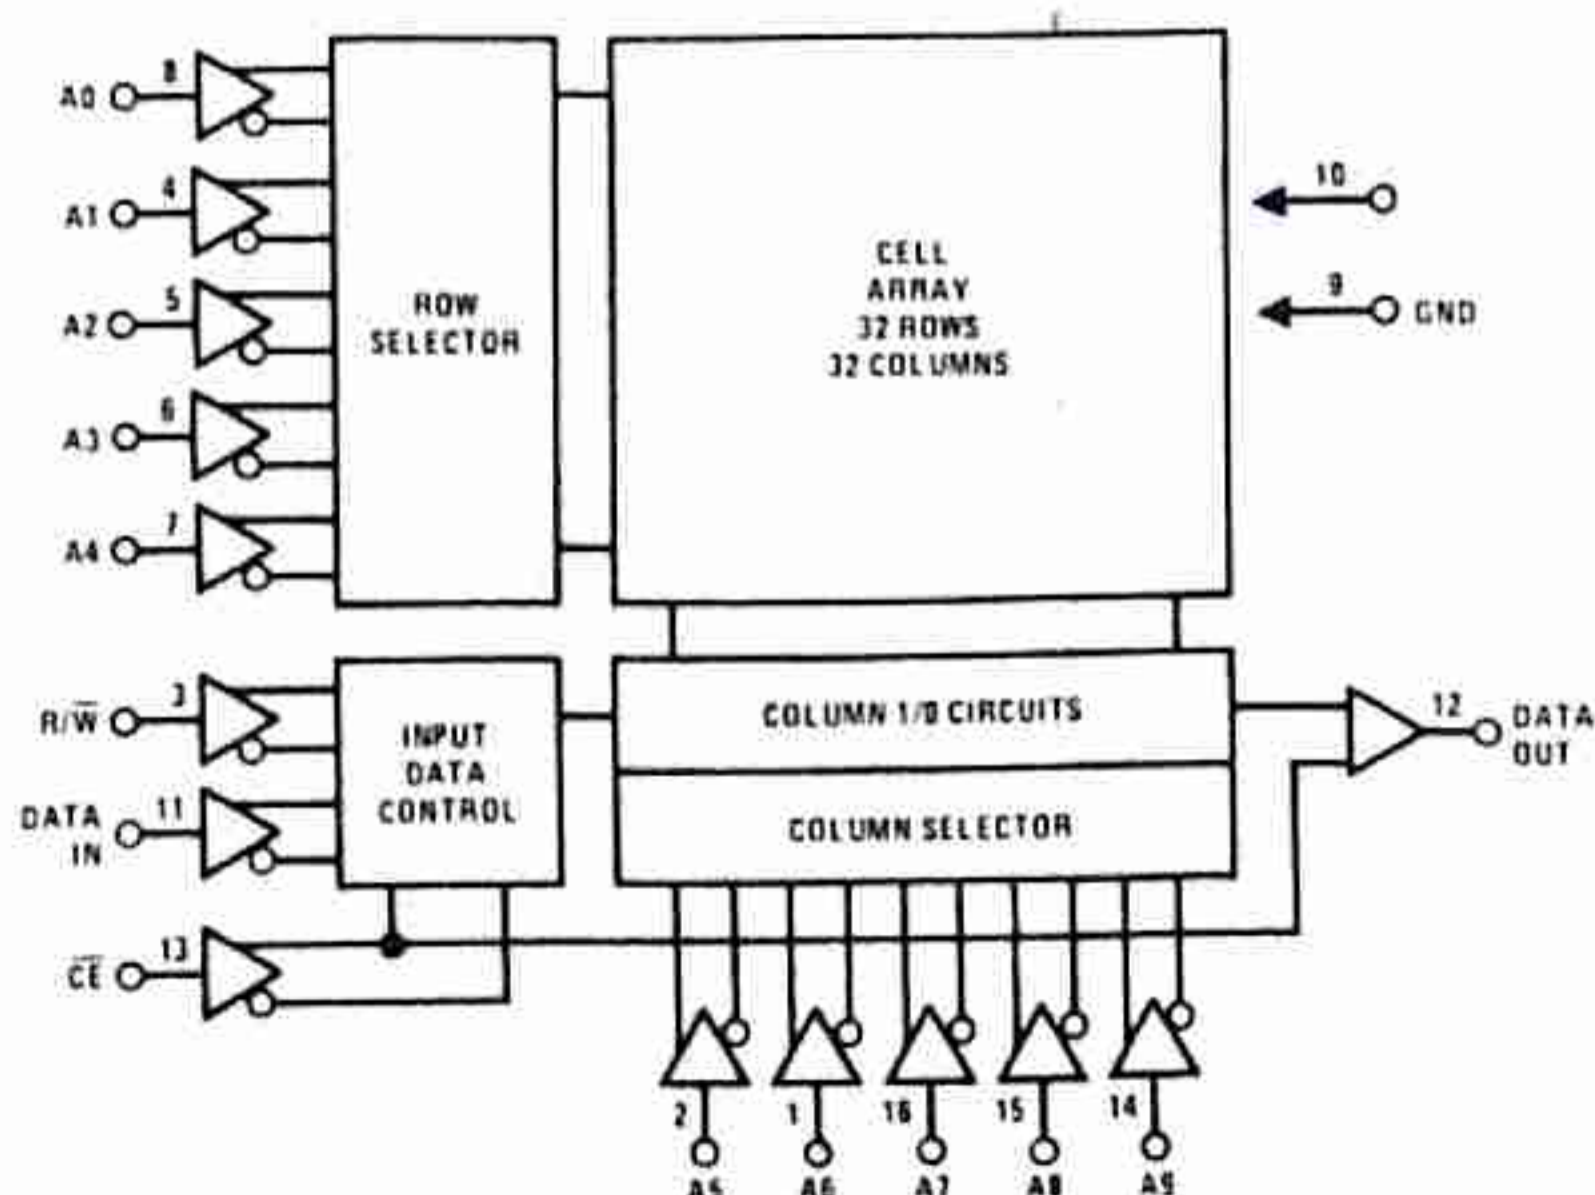 8
A0
4
A1
5
A2
6
A3
7
A4
ROW
SELECTOR
CELL
ARRAY
32 ROWS
32 COLUMNS
10
9
GND
3
R/W̅
11
DATA
IN
INPUT
DATA
CONTROL
COLUMN I/O CIRCUITS
COLUMN SELECTOR
12
DATA
OUT
13
C̅E̅
2
1
16
15
14
A5
A6
A7
A8
A9